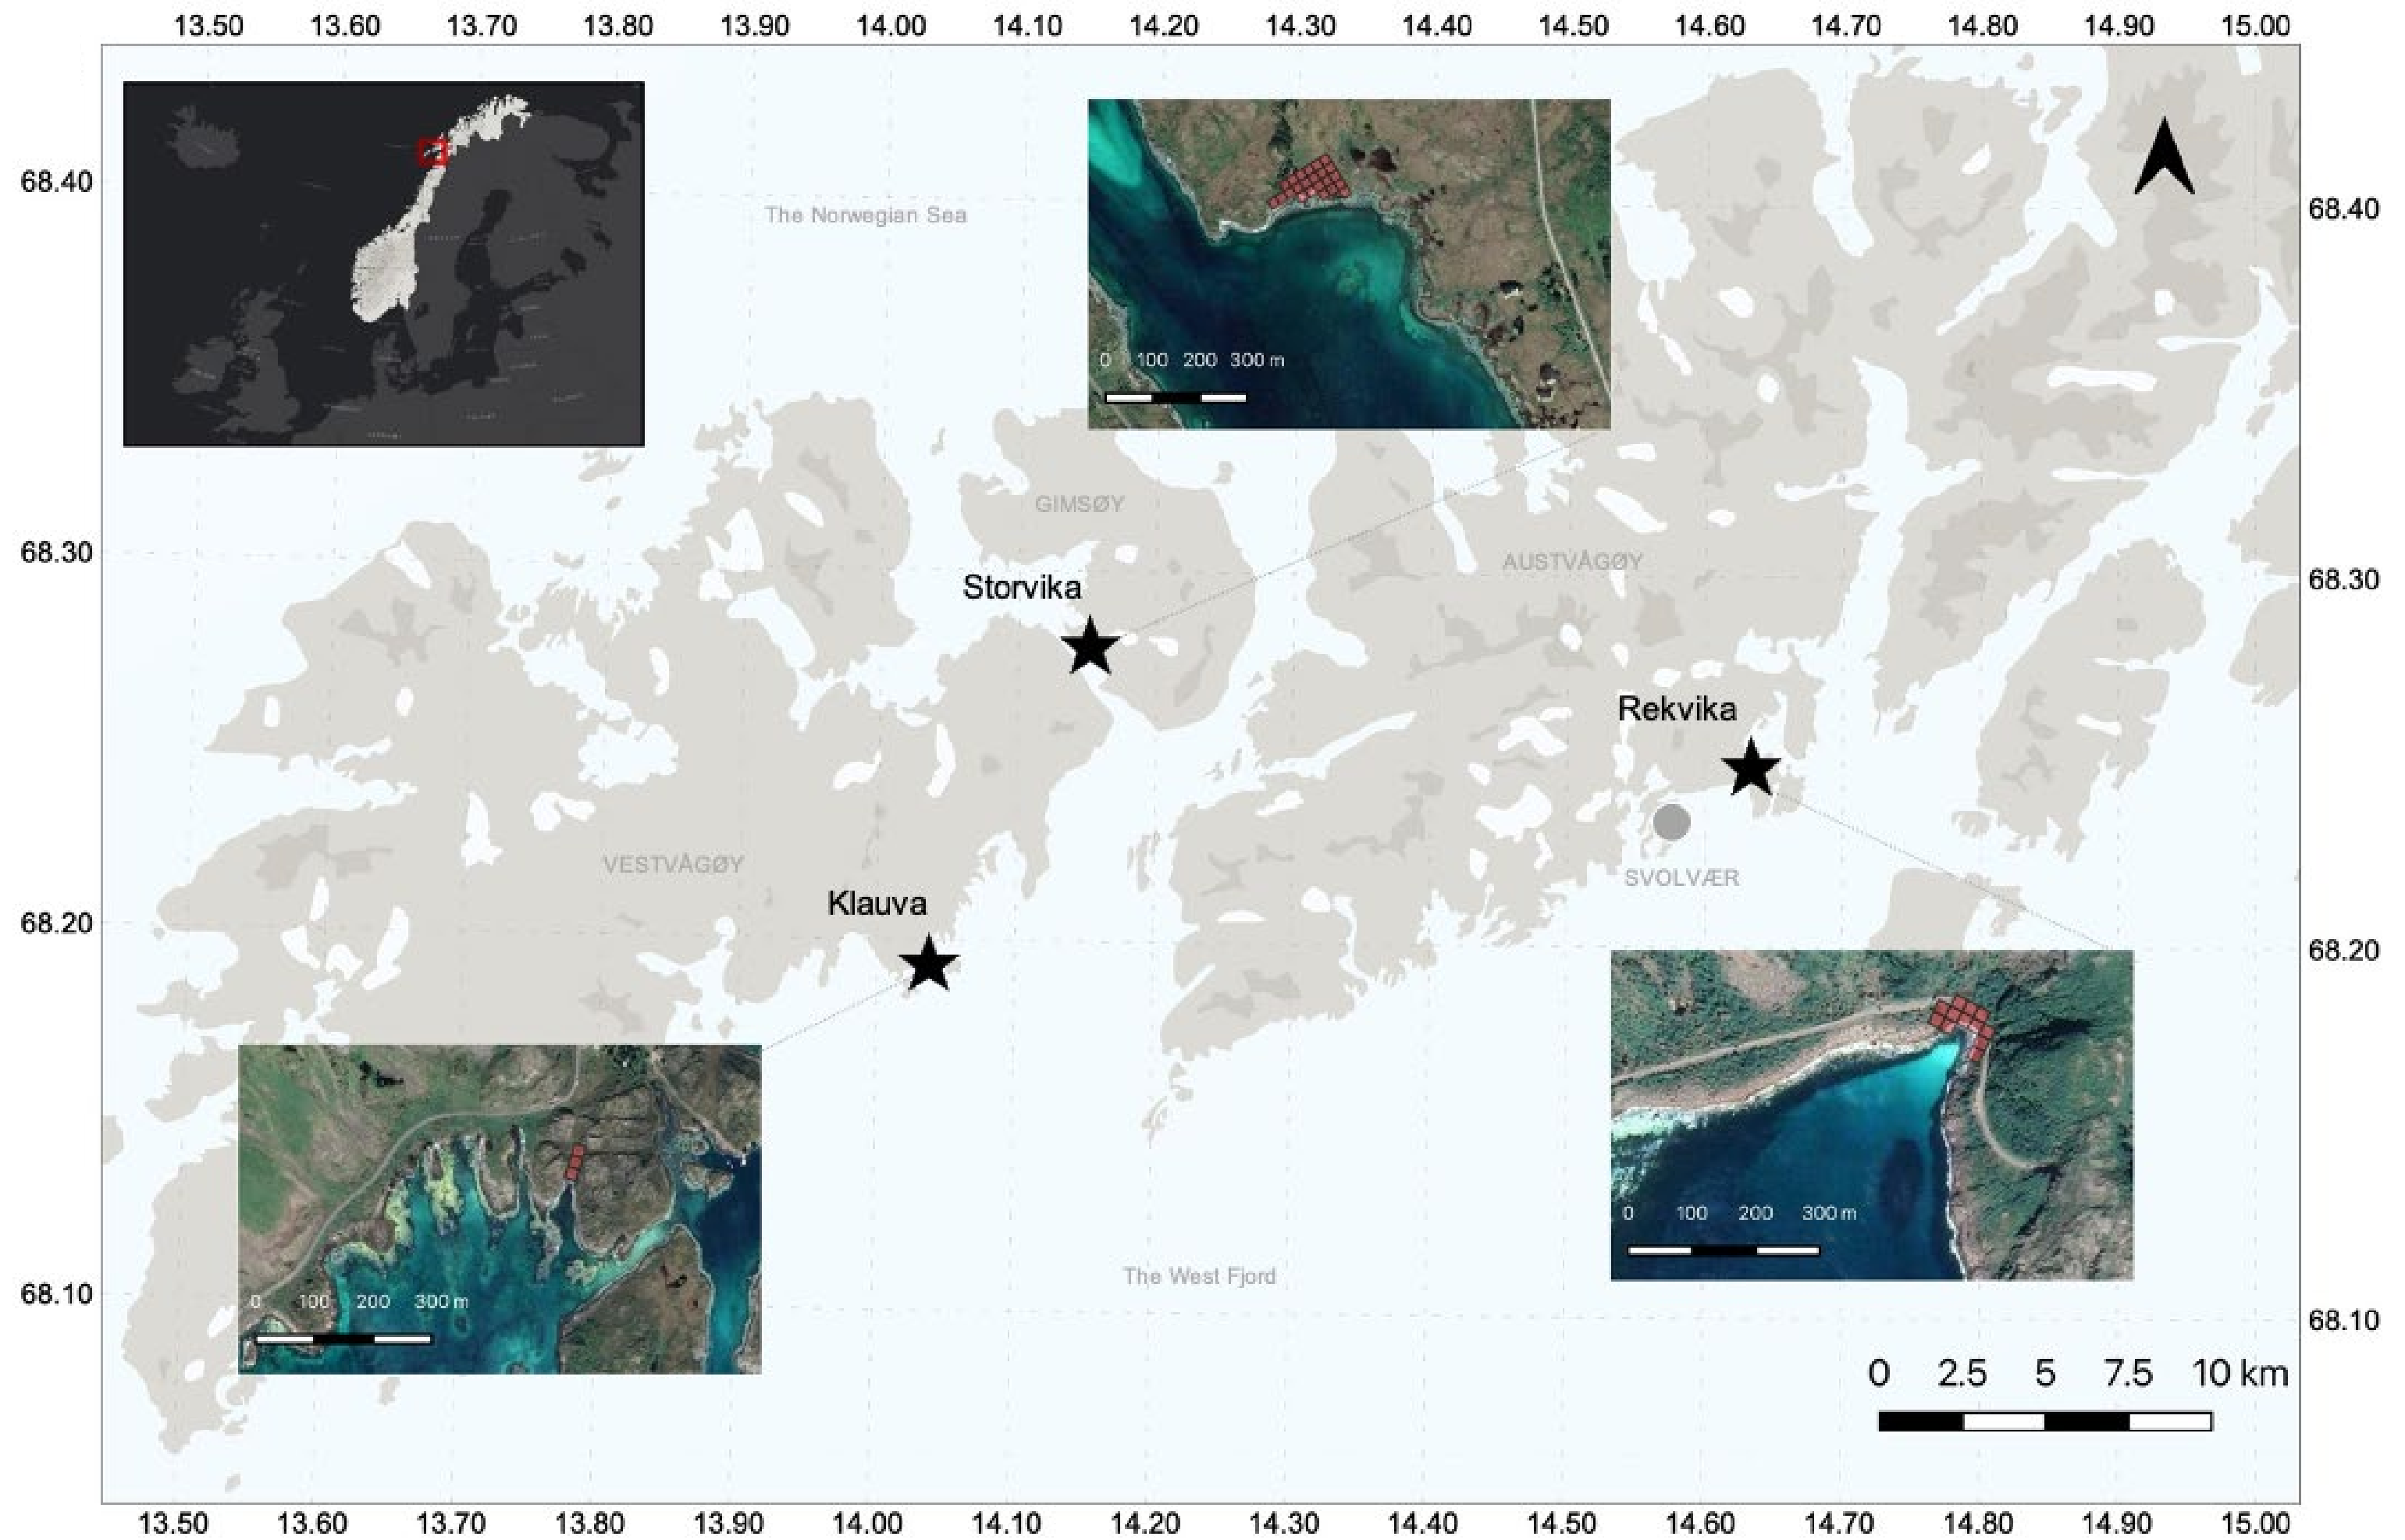 13.50 13.60 13.70 13.80 13.90 14.00 14.10 14.20 14.30 14.40 14.50 14.60 14.70 14.80 14.90 15.00
68.40
The Norwegian Sea
68.40
0 100 200 300 m
GIMSØY
68.30
AUSTVÅGØY
68.30
Storvika
Rekvika
VESTVÅGØY
SVOLVÆR
Klauva
68.20
68.20
0 100 200 300 m
The West Fjord
68.10
0 100 200 300 m
68.10
0 2.5 5 7.5 10 km
13.50 13.60 13.70 13.80 13.90 14.00 14.10 14.20 14.30 14.40 14.50 14.60 14.70 14.80 14.90 15.00